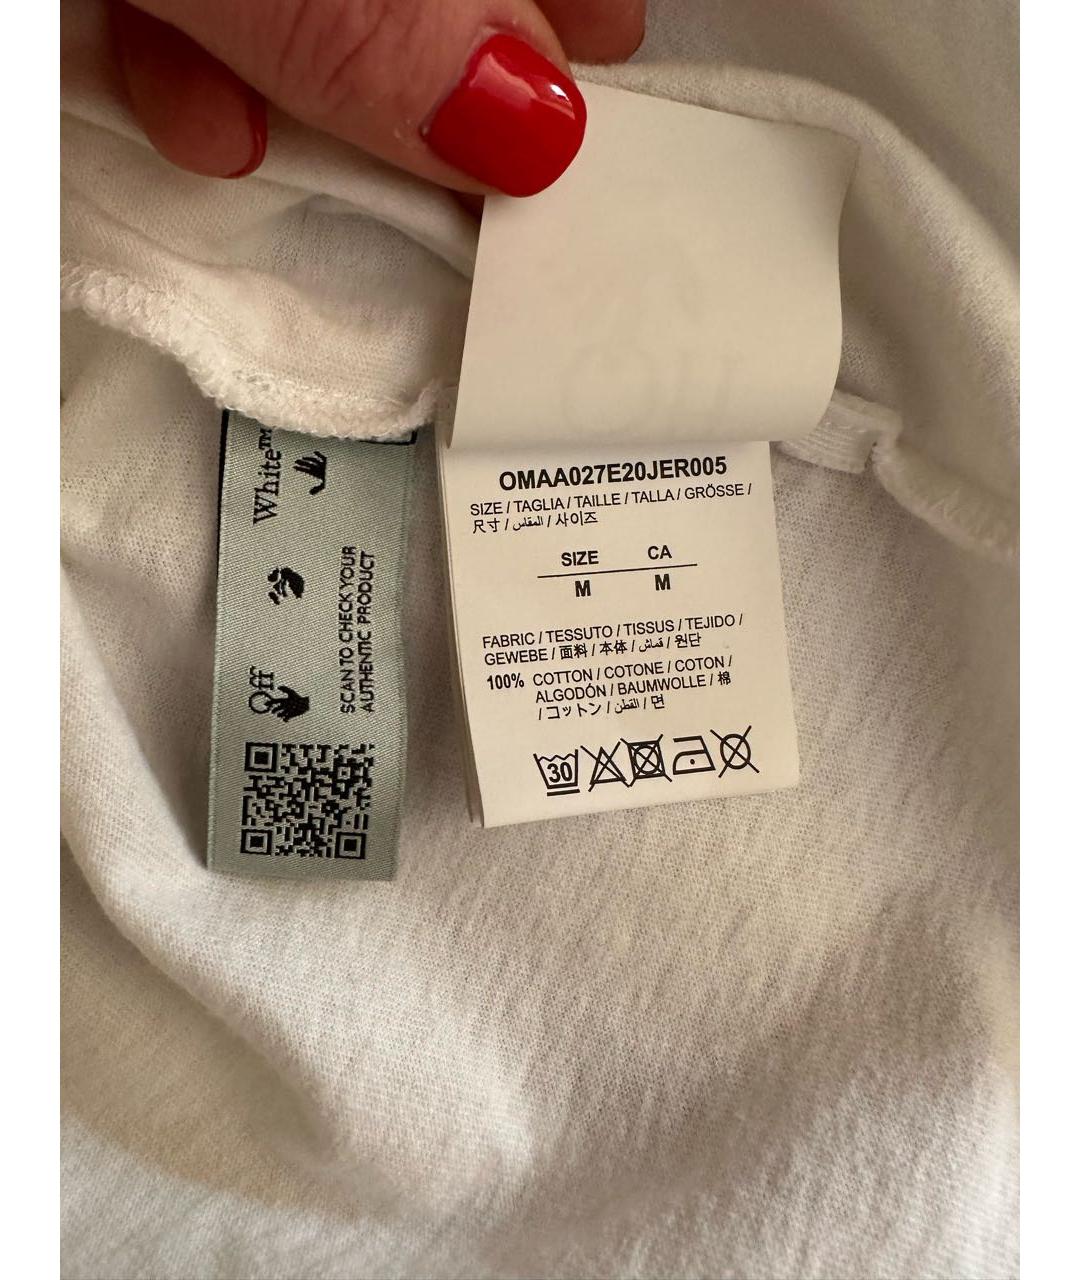 Off
White™
SCAN TO CHECK YOUR
AUTHENTIC PRODUCT
OMAA027E20JER005
SIZE / TAGLIA / TAILLE / TALLA / GRÖSSE /
尺寸 / المقاس / 사이즈
SIZE CA
M M
FABRIC / TESSUTO / TISSUS / TEJIDO /
GEWEBE / 面料 / 本体 / قماش / 원단
100% COTTON / COTONE / COTON /
ALGODÓN / BAUMWOLLE / 棉
/ コットン / القطن / 면
30